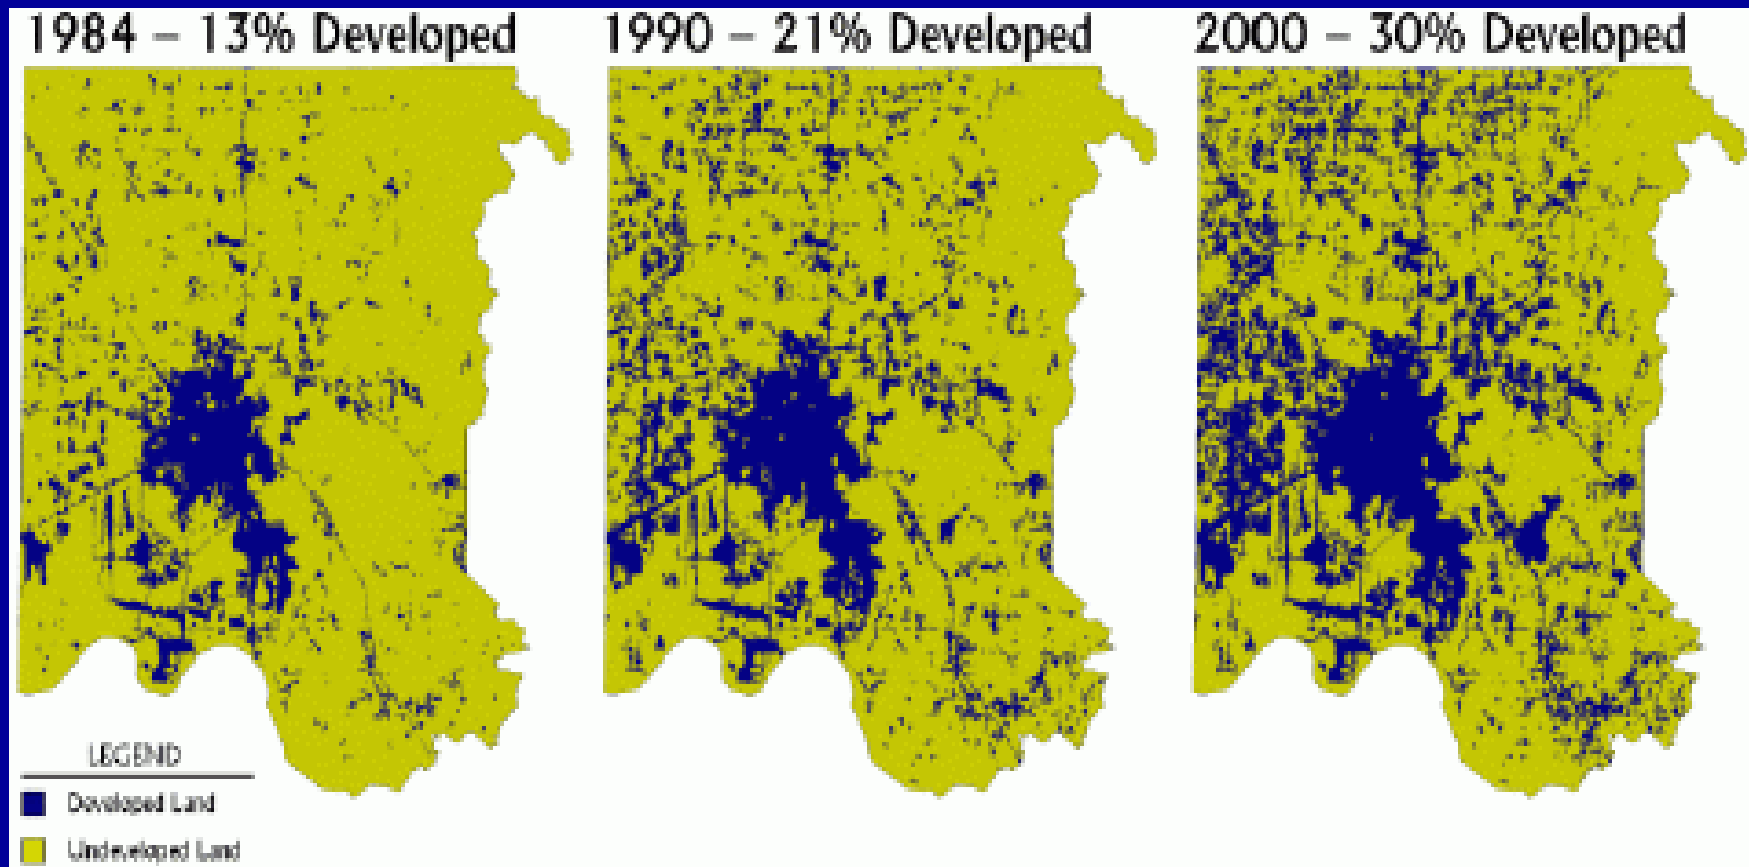 1984 – 13% Developed
1990 – 21% Developed
2000 – 30% Developed
LEGEND
Developed Land
Undeveloped Land